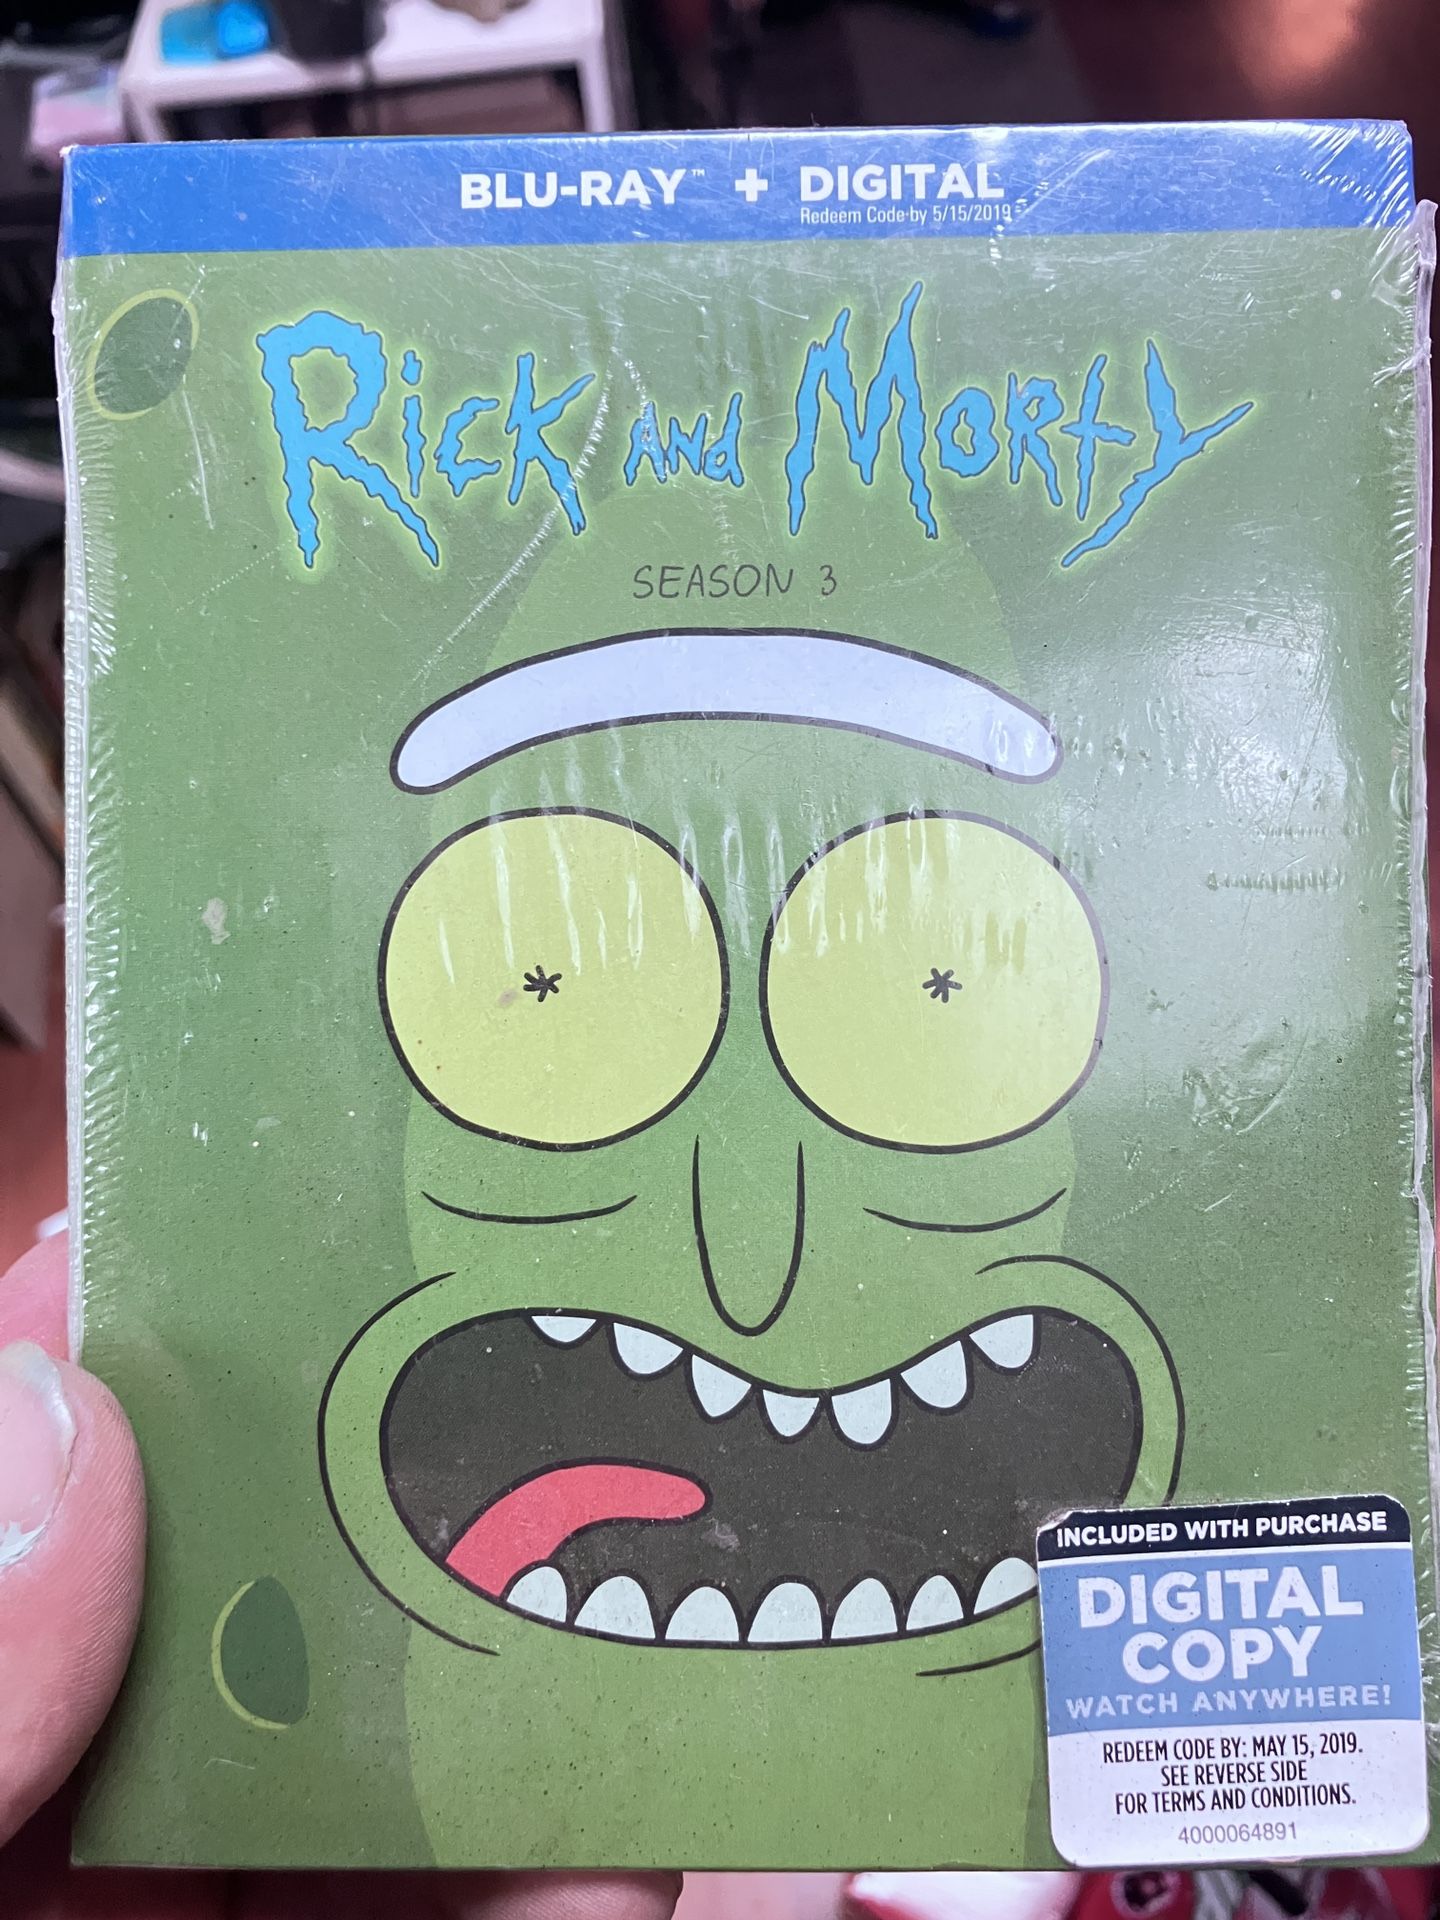 BLU-RAY™ + DIGITAL
Redeem Code by 5/15/2019
Rick and Morty
SEASON 3
INCLUDED WITH PURCHASE
DIGITAL
COPY
WATCH ANYWHERE!
REDEEM CODE BY: MAY 15, 2019.
SEE REVERSE SIDE
FOR TERMS AND CONDITIONS.
4000064891